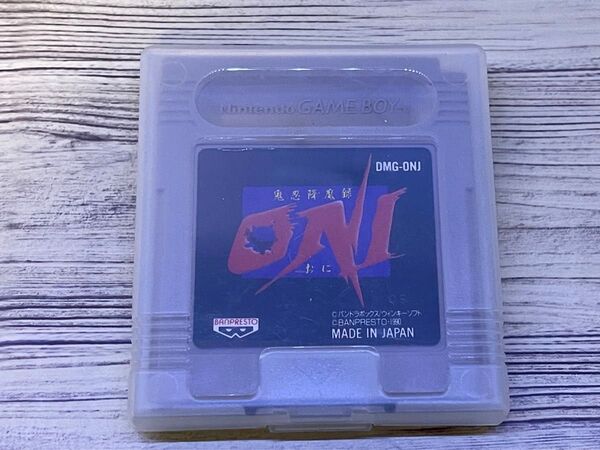 Nintendo GAME BOY
DMG-ONJ
鬼忍降魔録
ONI
おに
©パンドラボックス/ウィンキーソフト
©BANPRESTO・1990
BANPRESTO
MADE IN JAPAN